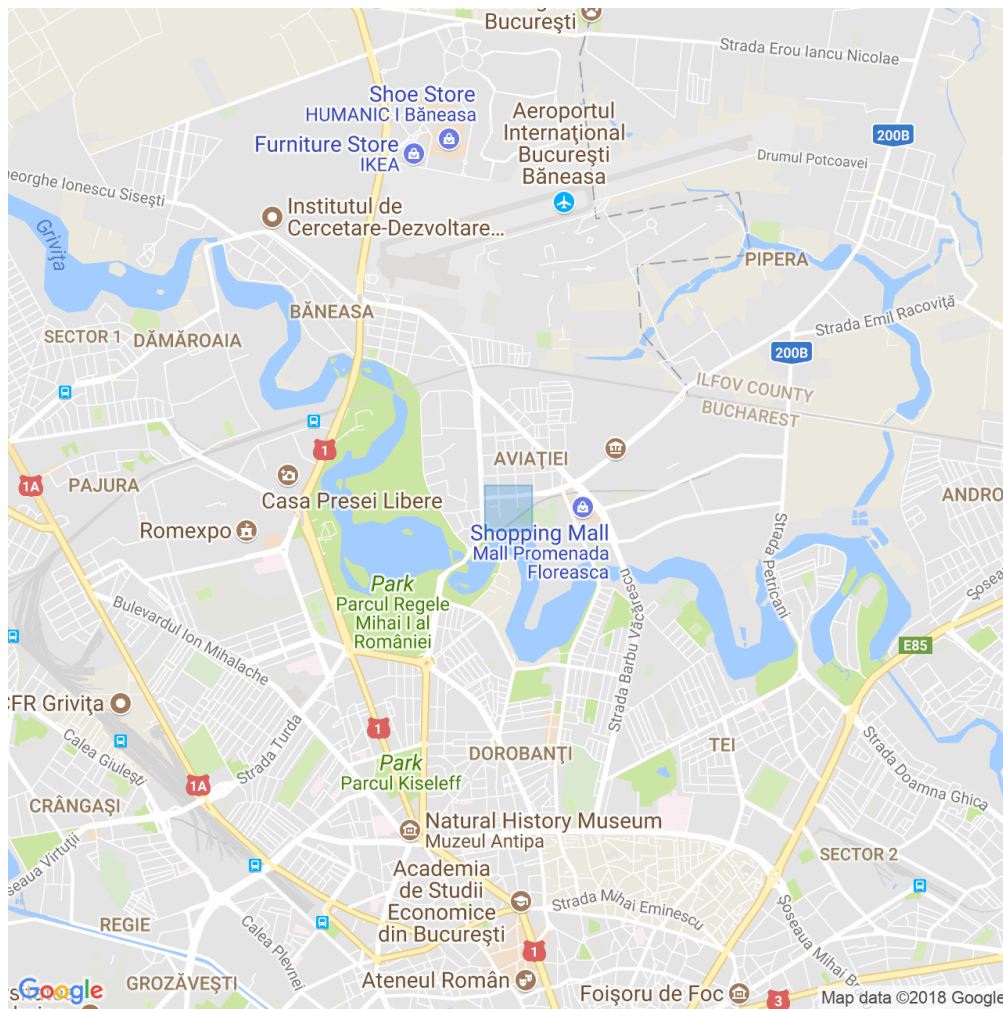 București
Strada Erou Iancu Nicolae
Shoe Store
HUMANIC I Băneasa
Furniture Store
IKEA
Aeroportul
Internațional
București
Băneasa
200B
Drumul Potcoavei
Gheorghe Ionescu Sisești
Institutul de
Cercetare-Dezvoltare...
Grivița
PIPERA
BĂNEASA
SECTOR 1
DĂMĂROAIA
Strada Emil Racoviță
200B
ILFOV COUNTY
BUCHAREST
1
AVIAȚIEI
1A
PAJURA
Casa Presei Libere
ANDRO
Romexpo
Shopping Mall
Mall Promenada
Floreasca
Strada Petricani
Park
Parcul Regele
Mihai I al
României
Bulevardul Ion Mihalache
Strada Barbu Văcărescu
E85
CFR Grivița
1
Strada Turda
Calea Giulești
DOROBANȚI
TEI
Park
Parcul Kiseleff
1A
Strada Doamna Ghica
CRÂNGAȘI
Natural History Museum
Muzeul Antipa
SECTOR 2
Academia
de Studii
Economice
din București
Strada Mihai Eminescu
REGIE
Calea Plevnei
1
GROZĂVEȘTI
Ateneul Român
Foișoru de Foc
3
Google
Map data ©2018 Google